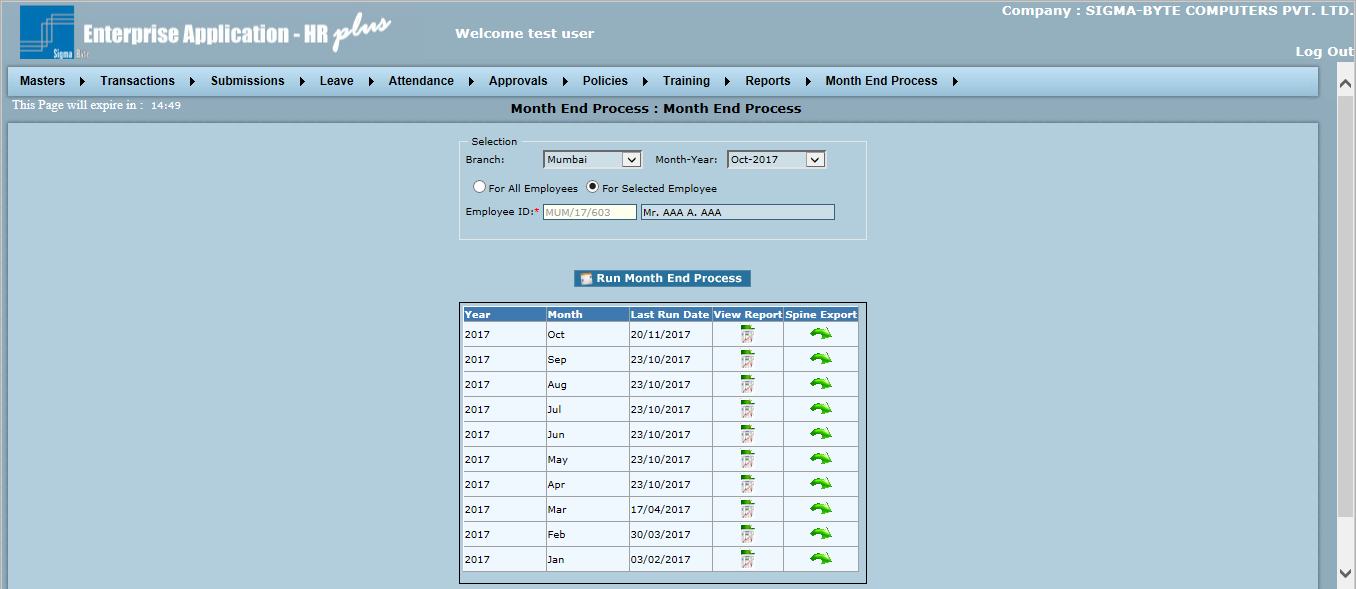 Company : SIGMA-BYTE COMPUTERS PVT. LTD.
Enterprise Application - HR plus
Welcome test user
Sigma Byte
Log Out
Masters Transactions Submissions Leave Attendance Approvals Policies Training Reports Month End Process
This Page will expire in : 14:49
Month End Process : Month End Process
Selection
Branch: Mumbai Month-Year: Oct-2017
For All Employees For Selected Employee
Employee ID:* MUM/17/603 Mr. AAA A. AAA
Run Month End Process
Year Month Last Run Date View Report Spine Export
2017 Oct 20/11/2017
2017 Sep 23/10/2017
2017 Aug 23/10/2017
2017 Jul 23/10/2017
2017 Jun 23/10/2017
2017 May 23/10/2017
2017 Apr 23/10/2017
2017 Mar 17/04/2017
2017 Feb 30/03/2017
2017 Jan 03/02/2017